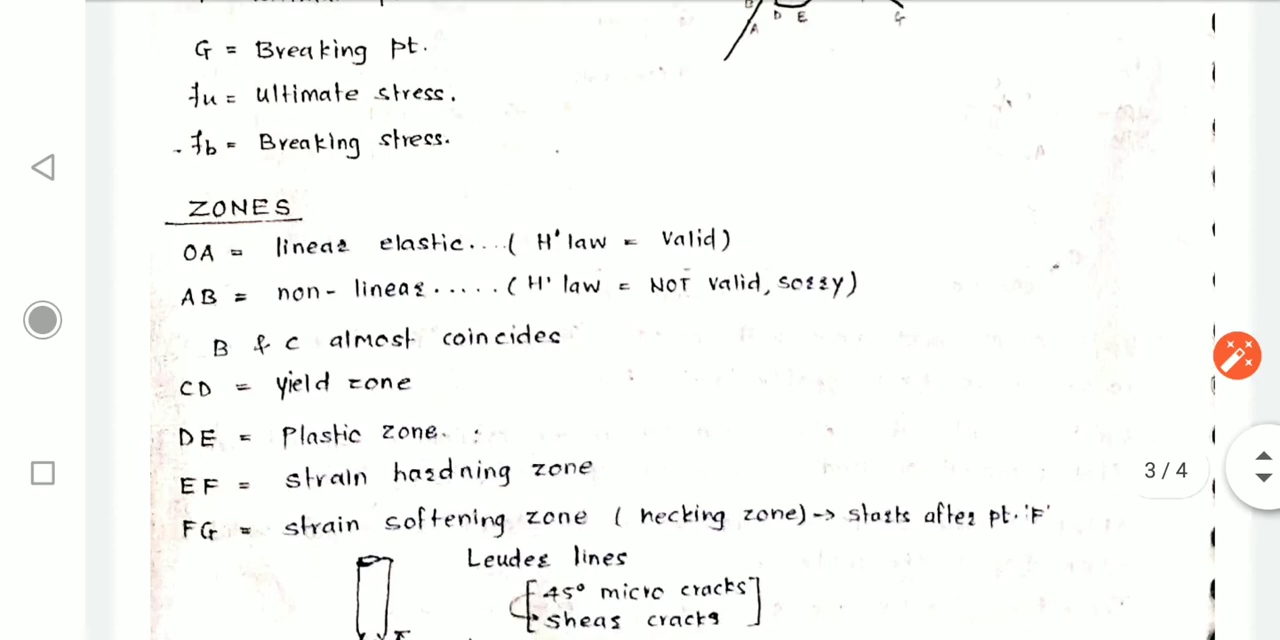 B
A
D E
G
G = Breaking pt.
fu = ultimate stress.
fb = Breaking stress.
ZONES
OA = linear elastic...( H' law = valid)
AB = non-linear.....( H' law = NOT valid, sorry)
B & C almost coincides
CD = yield zone
DE = Plastic zone.
EF = strain hardning zone
FG = strain softening zone ( necking zone) -> starts after pt. 'F'
Leuder lines
[45° micro cracks]
shear cracks
3/4